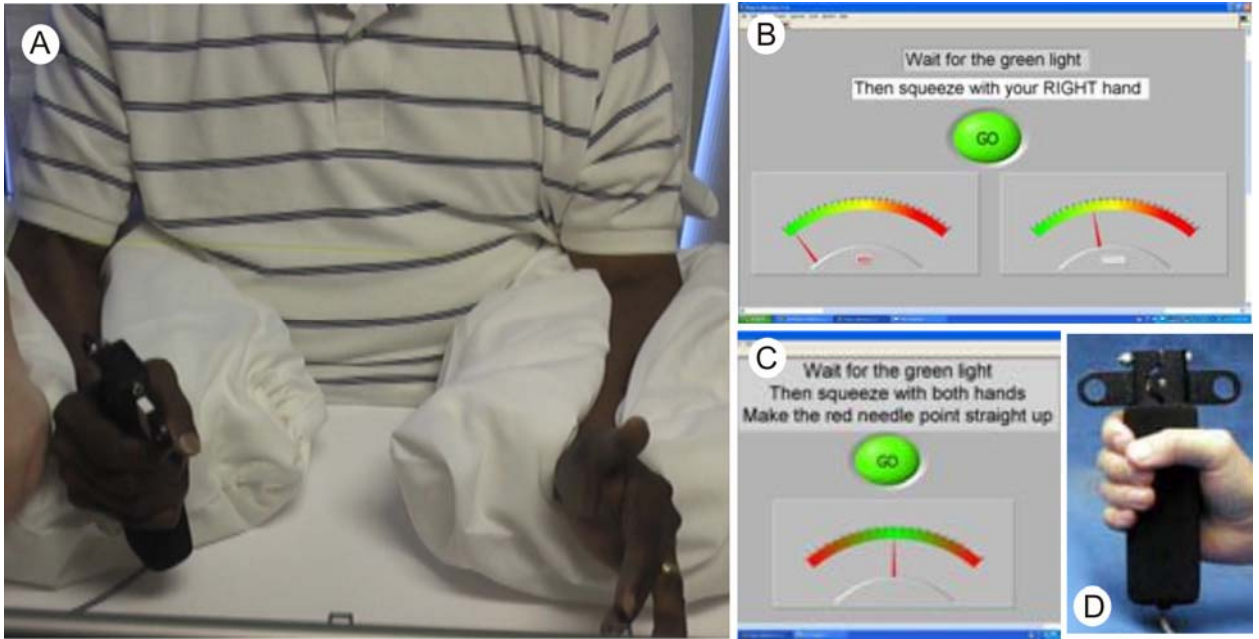 A
B
Wait for the green light
Then squeeze with your RIGHT hand
GO
C
Wait for the green light
Then squeeze with both hands
Make the red needle point straight up
GO
D